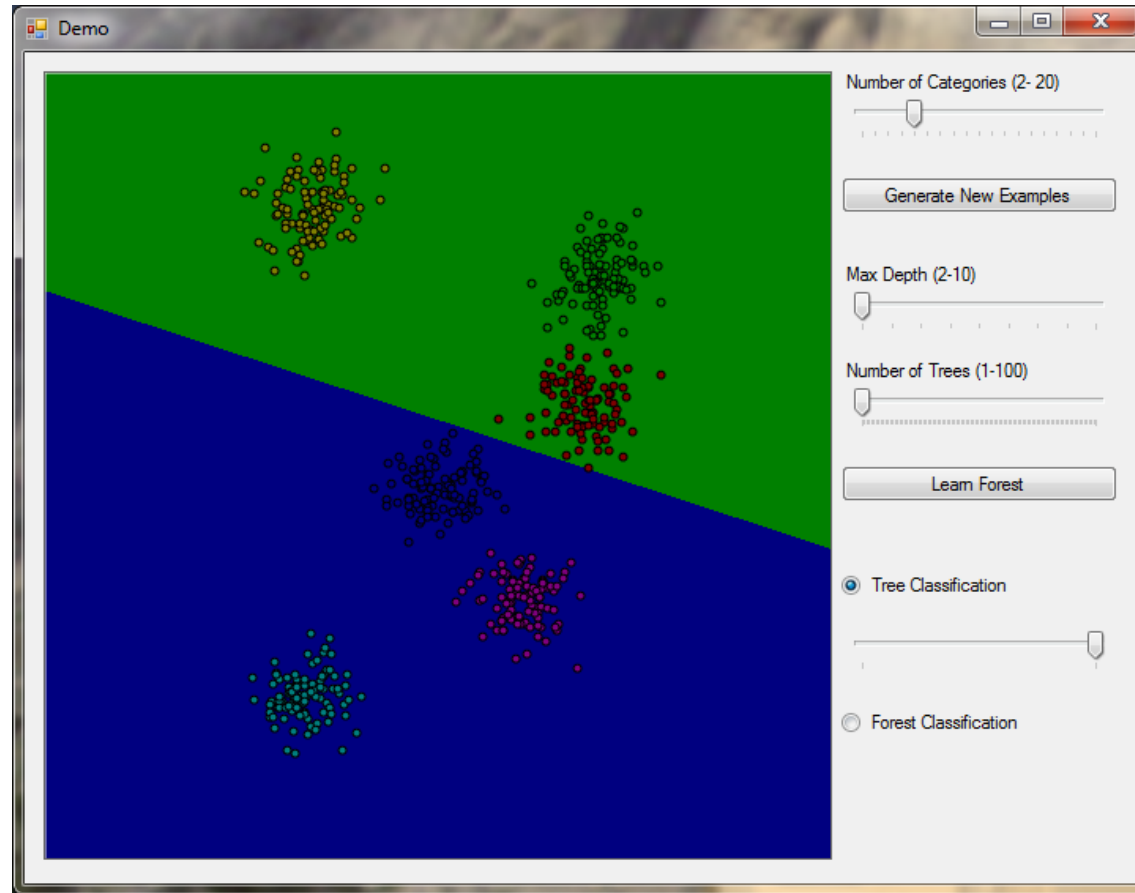 Demo
Number of Categories (2- 20)
Generate New Examples
Max Depth (2-10)
Number of Trees (1-100)
Learn Forest
Tree Classification
Forest Classification